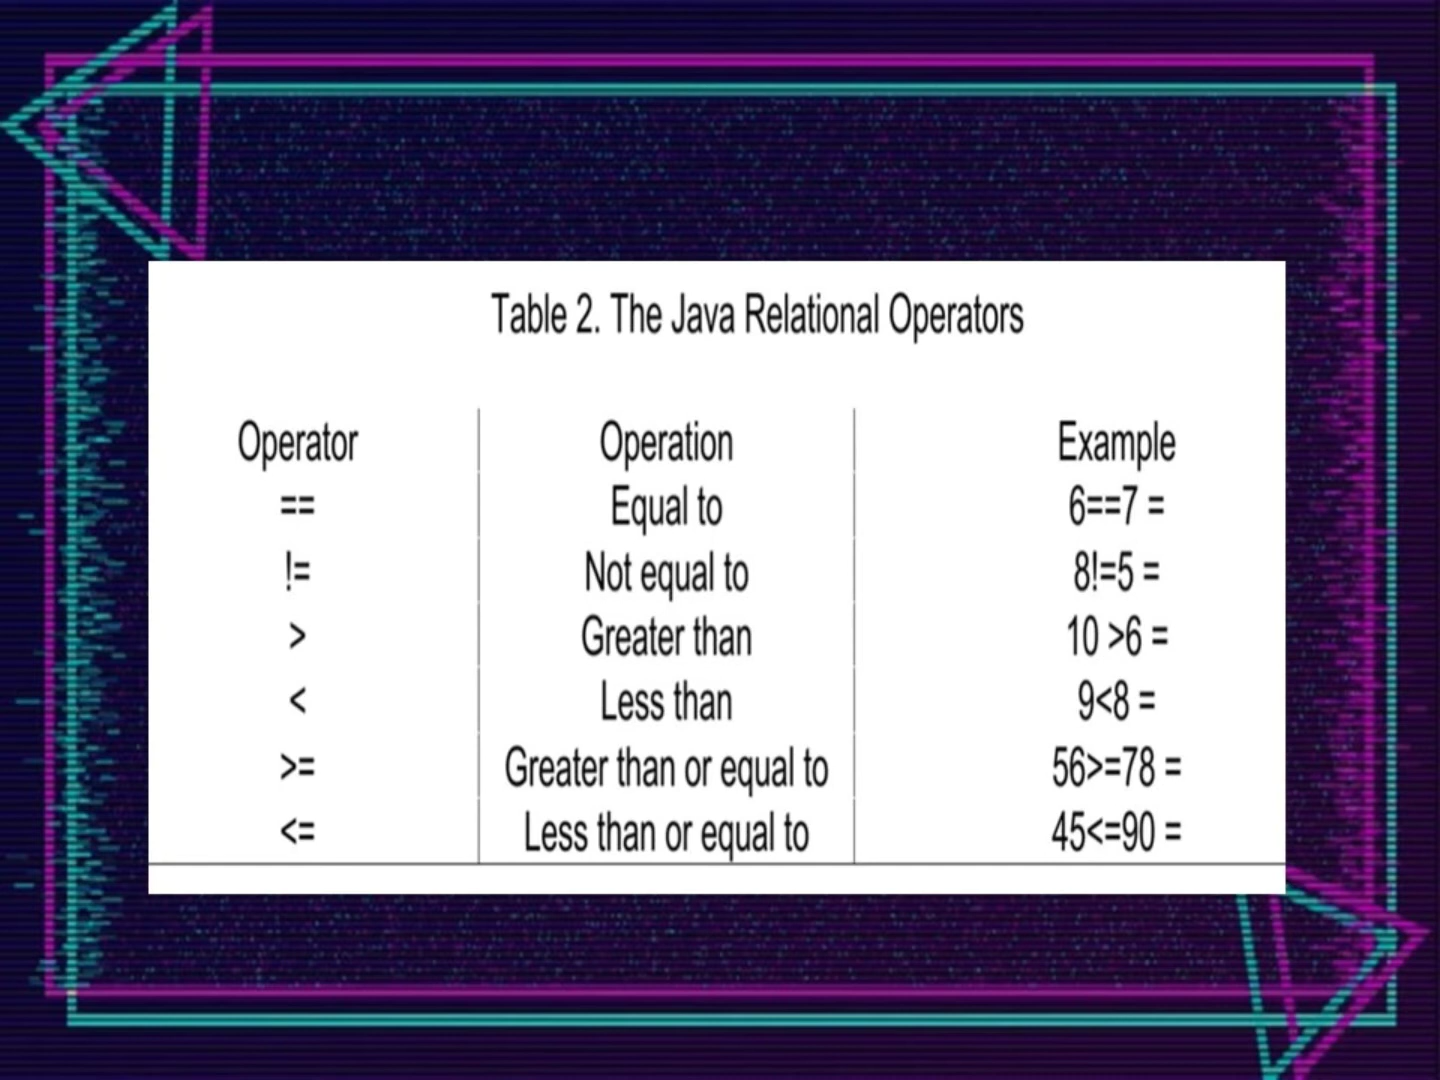 Table 2. The Java Relational Operators
Operator Operation Example
== Equal to 6==7 =
!= Not equal to 8!=5 =
> Greater than 10 >6 =
< Less than 9<8 =
>= Greater than or equal to 56>=78 =
<= Less than or equal to 45<=90 =